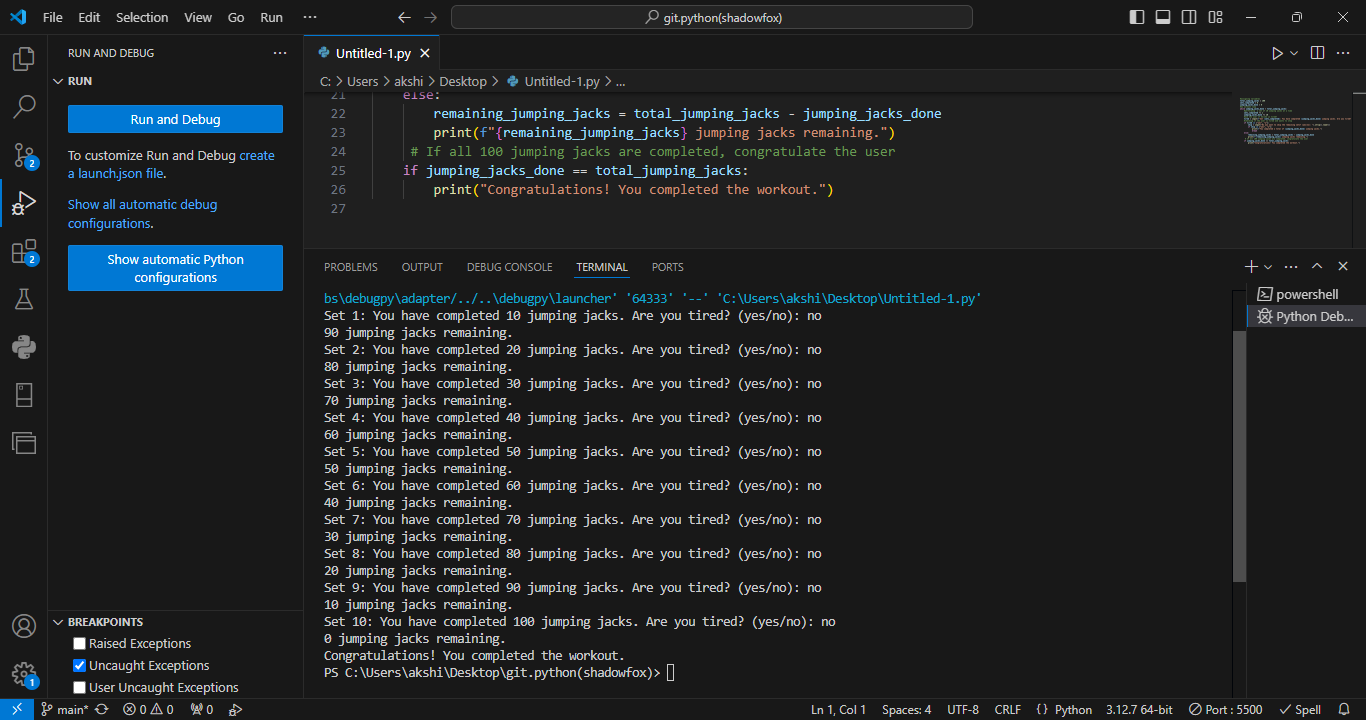 File Edit Selection View Go Run ··· git.python(shadowfox)
RUN AND DEBUG ···
RUN
Run and Debug
To customize Run and Debug create
a launch.json file.
Show all automatic debug
configurations.
Show automatic Python
configurations
BREAKPOINTS
Raised Exceptions
Uncaught Exceptions
User Uncaught Exceptions
2
2
1
Untitled-1.py
C: > Users > akshi > Desktop > Untitled-1.py > ...
21 else:
22 remaining_jumping_jacks = total_jumping_jacks - jumping_jacks_done
23 print(f"{remaining_jumping_jacks} jumping jacks remaining.")
24 # If all 100 jumping jacks are completed, congratulate the user
25 if jumping_jacks_done == total_jumping_jacks:
26 print("Congratulations! You completed the workout.")
27
PROBLEMS OUTPUT DEBUG CONSOLE TERMINAL PORTS
powershell
Python Deb...
bs\debugpy\adapter/../..\debugpy\launcher' '64333' '--' 'C:\Users\akshi\Desktop\Untitled-1.py'
Set 1: You have completed 10 jumping jacks. Are you tired? (yes/no): no
90 jumping jacks remaining.
Set 2: You have completed 20 jumping jacks. Are you tired? (yes/no): no
80 jumping jacks remaining.
Set 3: You have completed 30 jumping jacks. Are you tired? (yes/no): no
70 jumping jacks remaining.
Set 4: You have completed 40 jumping jacks. Are you tired? (yes/no): no
60 jumping jacks remaining.
Set 5: You have completed 50 jumping jacks. Are you tired? (yes/no): no
50 jumping jacks remaining.
Set 6: You have completed 60 jumping jacks. Are you tired? (yes/no): no
40 jumping jacks remaining.
Set 7: You have completed 70 jumping jacks. Are you tired? (yes/no): no
30 jumping jacks remaining.
Set 8: You have completed 80 jumping jacks. Are you tired? (yes/no): no
20 jumping jacks remaining.
Set 9: You have completed 90 jumping jacks. Are you tired? (yes/no): no
10 jumping jacks remaining.
Set 10: You have completed 100 jumping jacks. Are you tired? (yes/no): no
0 jumping jacks remaining.
Congratulations! You completed the workout.
PS C:\Users\akshi\Desktop\git.python(shadowfox)>
main* 0 0 0 Ln 1, Col 1 Spaces: 4 UTF-8 CRLF {} Python 3.12.7 64-bit Port : 5500 Spell